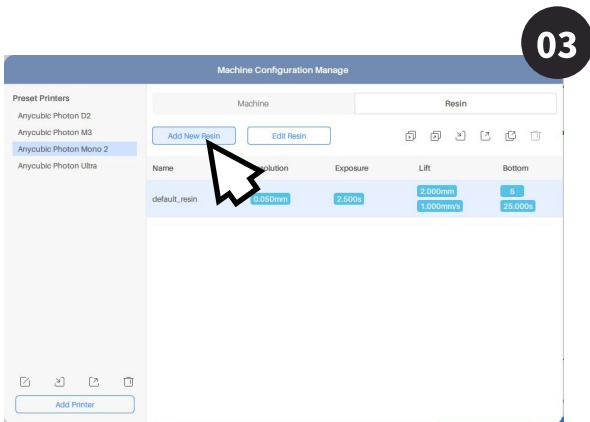 03
Machine Configuration Manage
Preset Printers
Anycubic Photon D2
Anycubic Photon M3
Anycubic Photon Mono 2
Anycubic Photon Ultra
Machine Resin
Add New Resin Edit Resin
Name Exposure Lift Bottom
default_resin 0.050mm 2.500s 2.000mm 5
1.000mm/s 25.000s
Add Printer